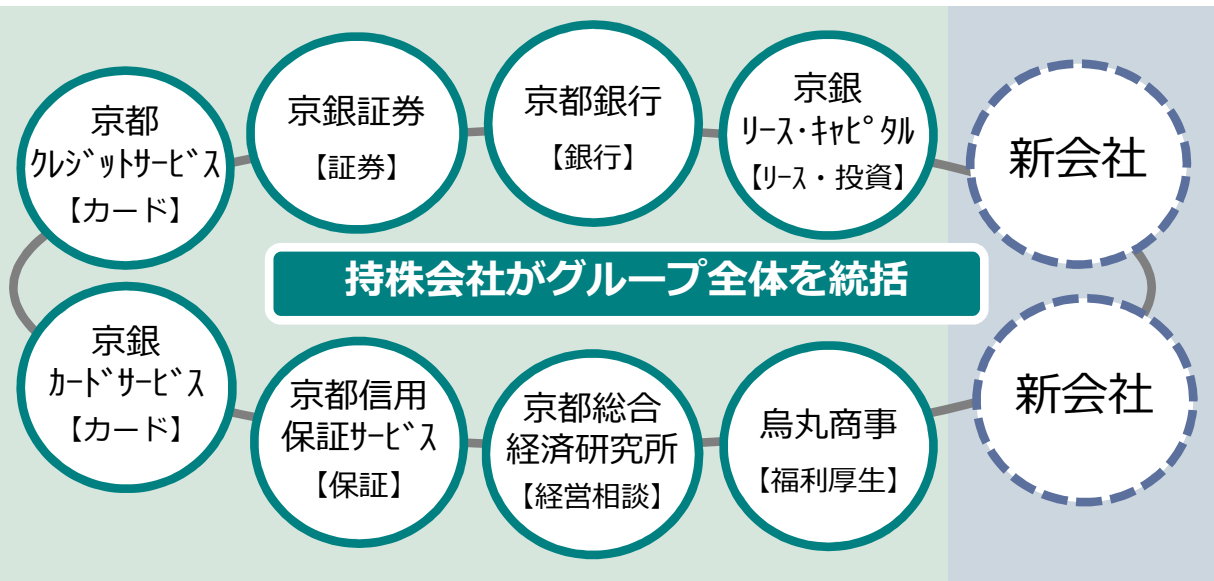 京都
ｸﾚｼﾞｯﾄｻｰﾋﾞｽ
【カード】
京銀証券
【証券】
京都銀行
【銀行】
京銀
ﾘｰｽ･ｷｬﾋﾟﾀﾙ
【ﾘｰｽ・投資】
新会社
持株会社がグループ全体を統括
京銀
ｶｰﾄﾞｻｰﾋﾞｽ
【カード】
京都信用
保証ｻｰﾋﾞｽ
【保証】
京都総合
経済研究所
【経営相談】
烏丸商事
【福利厚生】
新会社